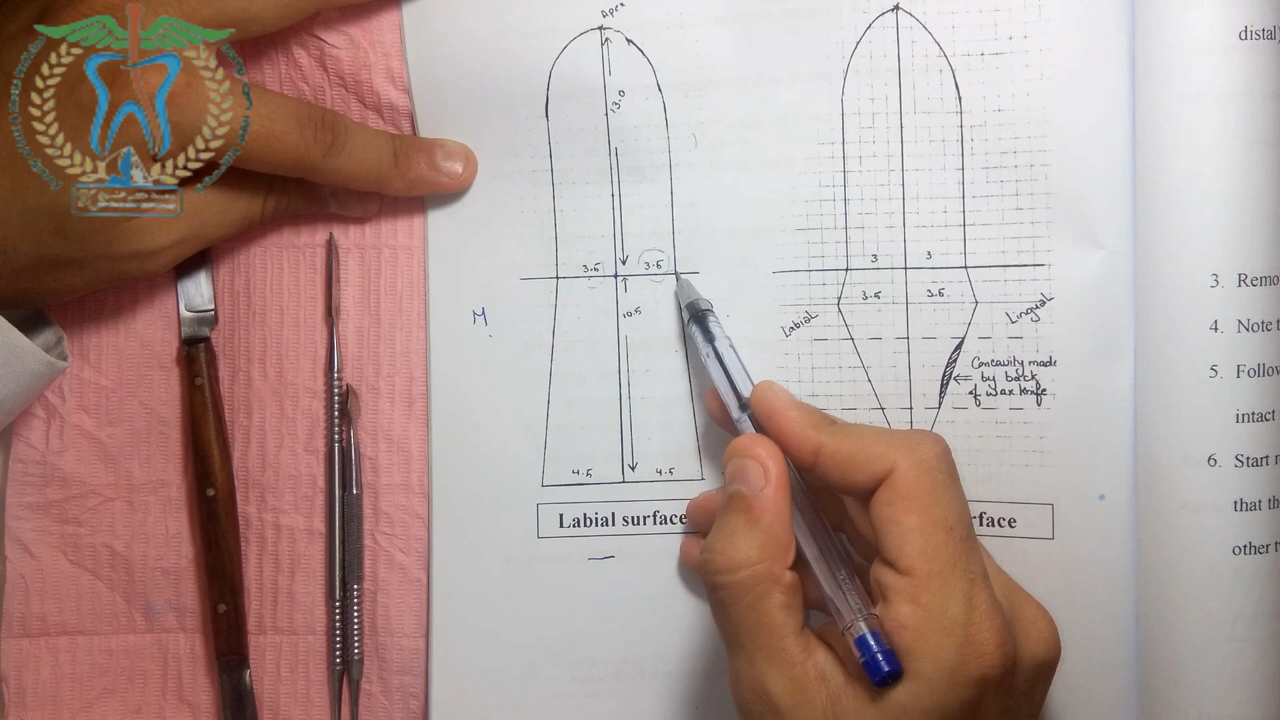 Apex
13.0
3.5
3.5
10.5
M
4.5
4.5
Labial surface
3
3
3.5
3.5
Labial
Lingual
Concavity made
by back
of wax knife
rface
distal)
3. Remo
4. Note t
5. Follow
intact
6. Start r
that th
other t